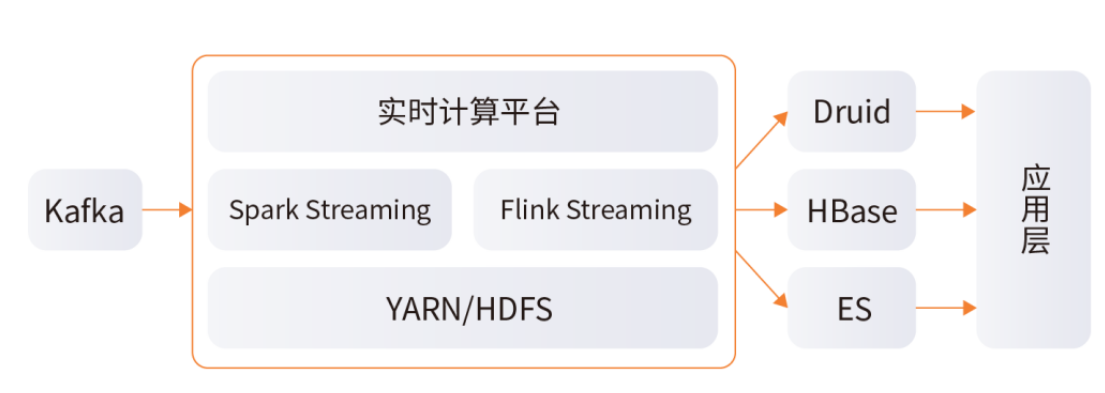 Kafka
实时计算平台
Spark Streaming
Flink Streaming
YARN/HDFS
Druid
HBase
ES
应用层